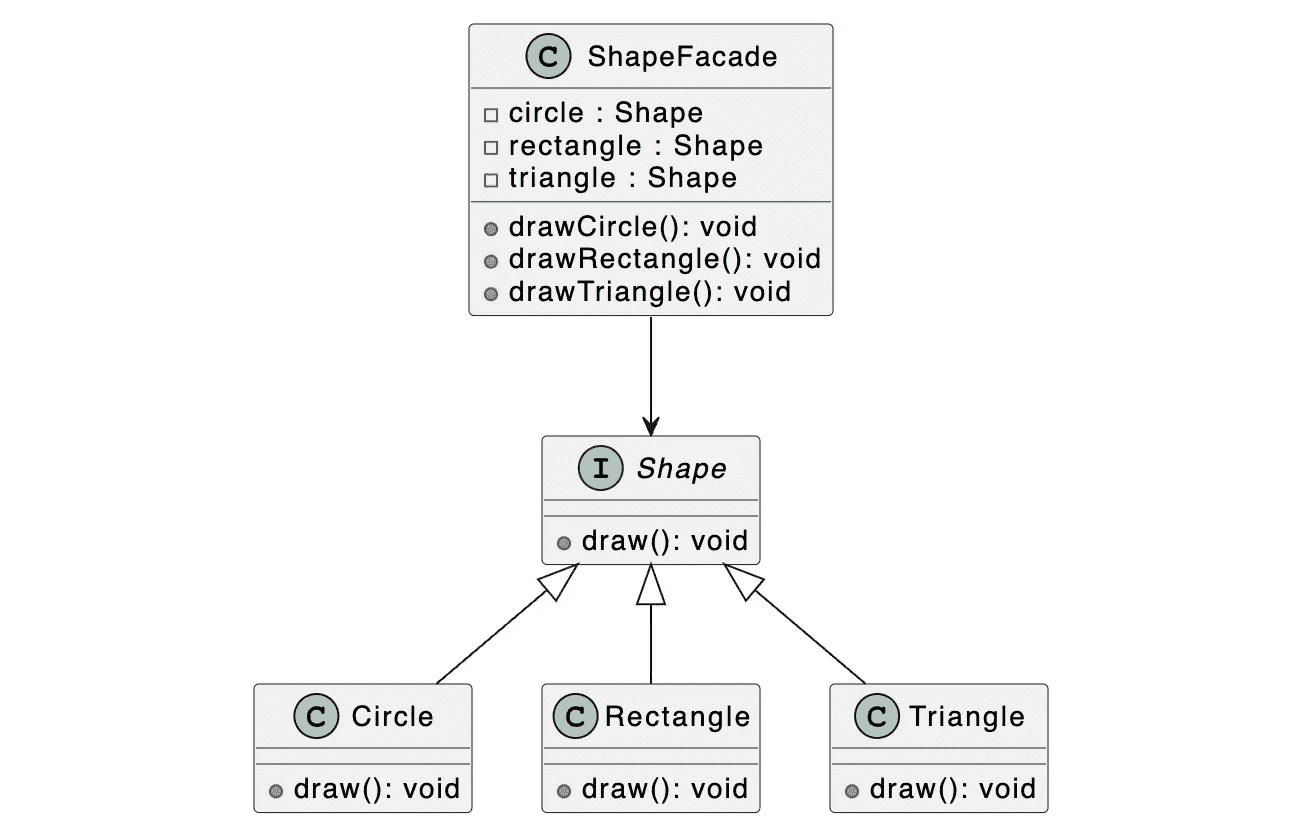 C ShapeFacade
circle : Shape
rectangle : Shape
triangle : Shape
drawCircle(): void
drawRectangle(): void
drawTriangle(): void
I Shape
draw(): void
C Circle
draw(): void
C Rectangle
draw(): void
C Triangle
draw(): void